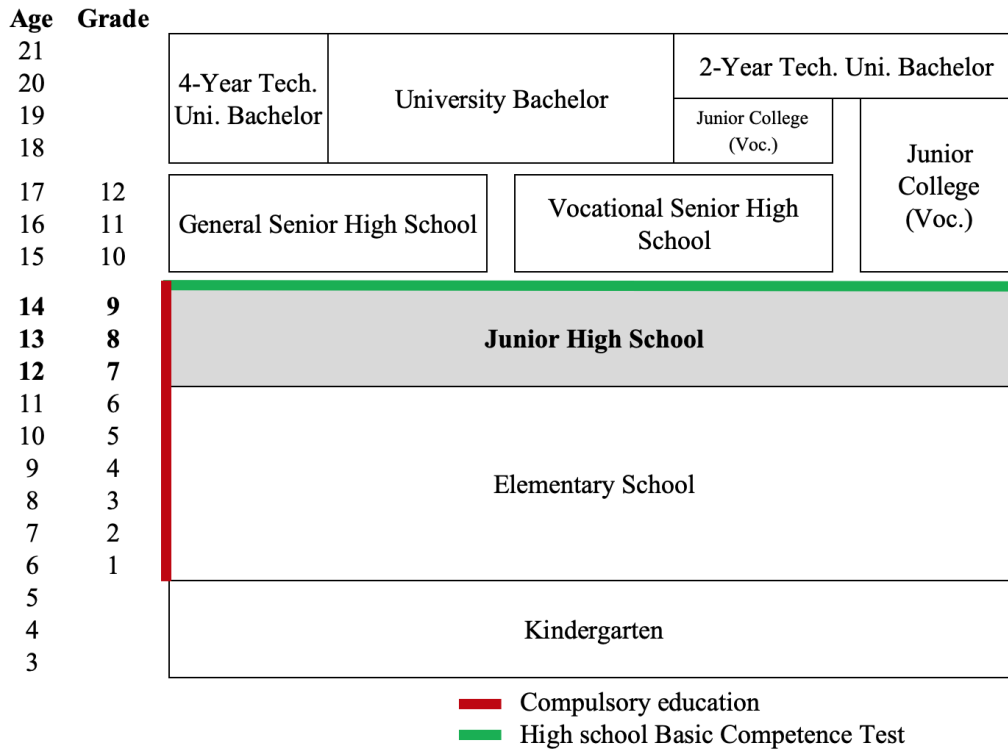 Age Grade
21
20
19
18
4-Year Tech.
Uni. Bachelor
University Bachelor
2-Year Tech. Uni. Bachelor
Junior College
(Voc.)
Junior
College
(Voc.)
17 12
16 11
15 10
General Senior High School
Vocational Senior High
School
14 9
13 8
12 7
Junior High School
11 6
10 5
9 4
8 3
7 2
6 1
Elementary School
5
4
3
Kindergarten
Compulsory education
High school Basic Competence Test